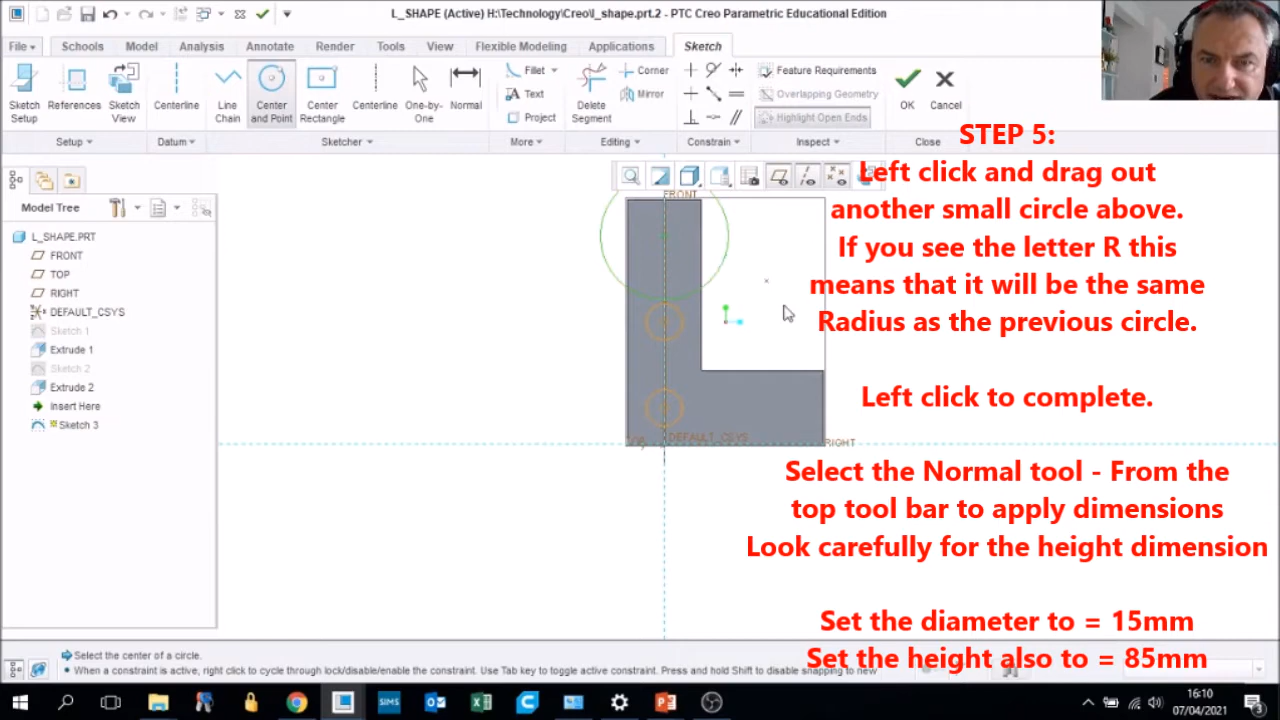 L_SHAPE (Active) H:\Technology\Creo\l_shape.prt.2 - PTC Creo Parametric Educational Edition
File Schools Model Analysis Annotate Render Tools View Flexible Modeling Applications Sketch
Sketch Setup
References
Sketch View
Centerline
Line Chain
Center and Point
Center Rectangle
Centerline
One-by-One
Normal
Fillet
Text
Project
Delete Segment
Corner
Mirror
Feature Requirements
Overlapping Geometry
Highlight Open Ends
OK
Cancel
Setup Datum Sketcher More Editing Constrain Inspect Close
Model Tree
L_SHAPE.PRT
FRONT
TOP
RIGHT
DEFAULT_CSYS
Sketch 1
Extrude 1
Sketch 2
Extrude 2
Insert Here
Sketch 3
FRONT
DEFAULT_CSYS
RIGHT
STEP 5:
Left click and drag out
another small circle above.
If you see the letter R this
means that it will be the same
Radius as the previous circle.
Left click to complete.
Select the Normal tool - From the
top tool bar to apply dimensions
Look carefully for the height dimension
Set the diameter to = 15mm
Set the height also to = 85mm
Select the center of a circle.
When a constraint is active, right click to cycle through lock/disable/enable the constraint. Use Tab key to toggle active constraint. Press and hold Shift to disable snapping to new
SIMS
16:10
07/04/2021
3